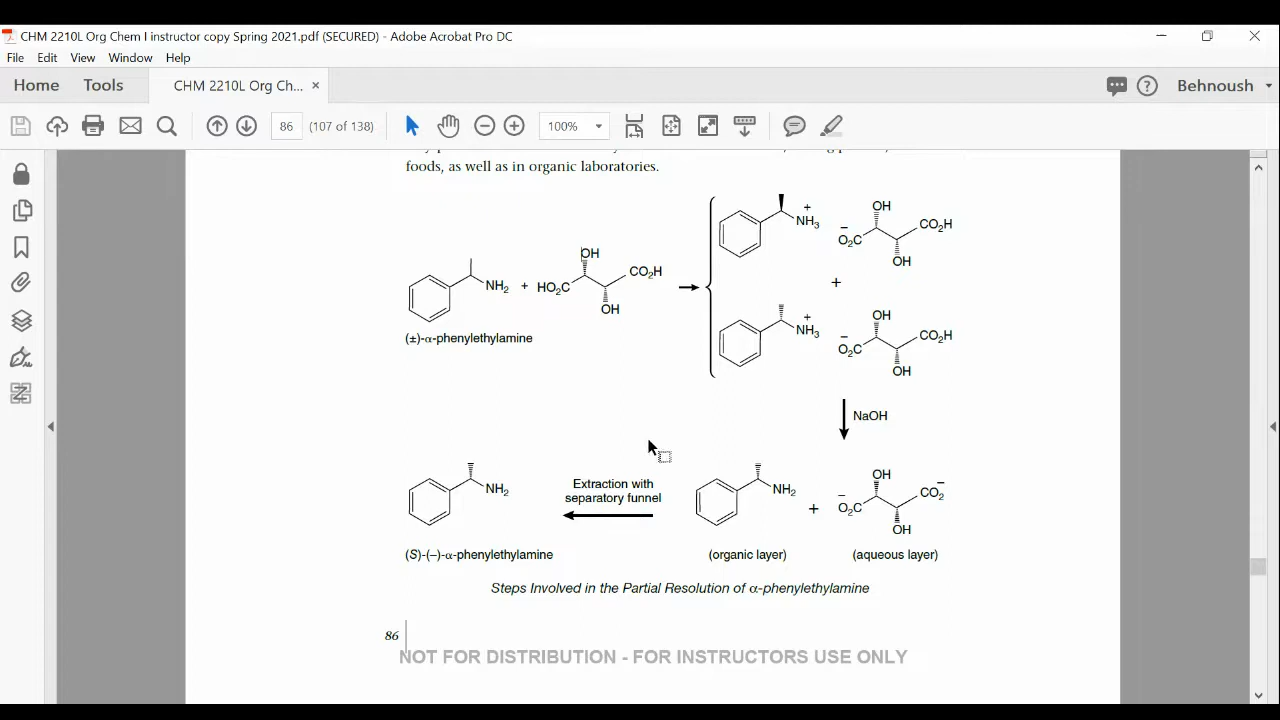 CHM 2210L Org Chem I instructor copy Spring 2021.pdf (SECURED) - Adobe Acrobat Pro DC
File Edit View Window Help
Home Tools CHM 2210L Org Ch... × Behnoush
86 (107 of 138) 100%
foods, as well as in organic laboratories.
+ NH3 − O2C OH CO2H OH
NH2 + HO2C OH CO2H OH
+
(±)-α-phenylethylamine
+ NH3 − O2C OH CO2H OH
NaOH
NH2 Extraction with separatory funnel NH2 + − O2C OH CO2 − OH
(S)-(–)-α-phenylethylamine (organic layer) (aqueous layer)
Steps Involved in the Partial Resolution of α-phenylethylamine
86
NOT FOR DISTRIBUTION - FOR INSTRUCTORS USE ONLY